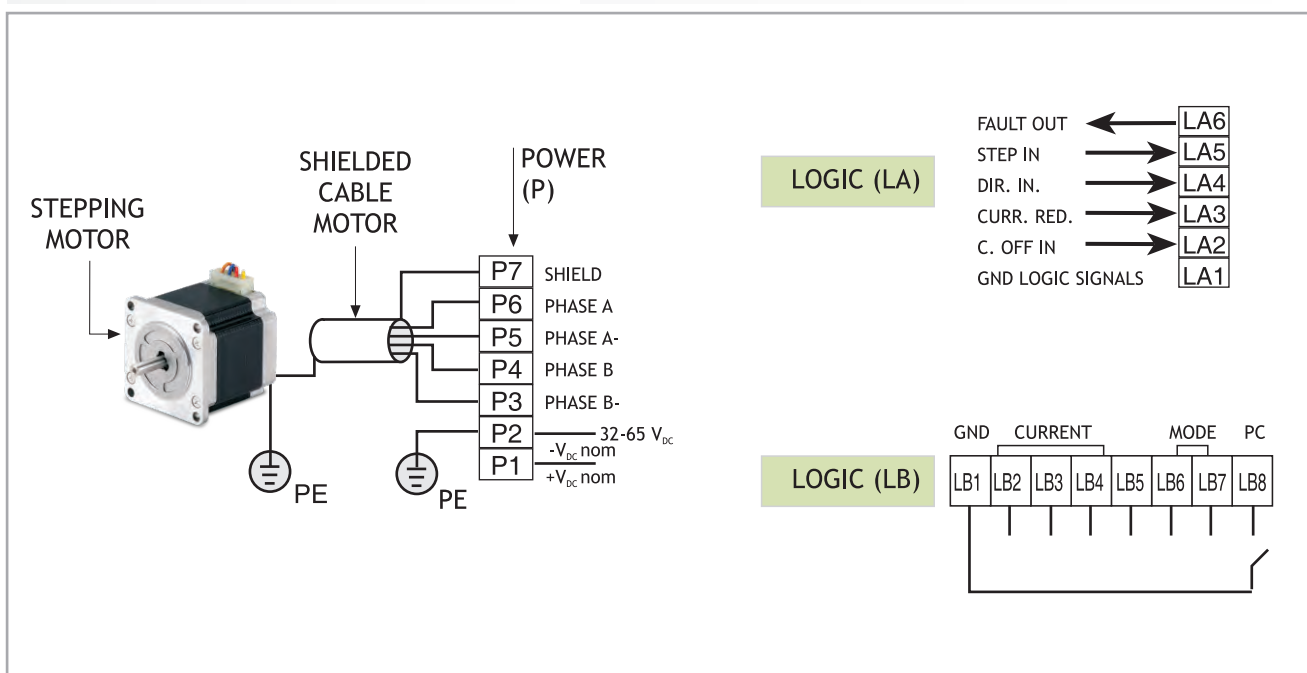 STEPPING
MOTOR
SHIELDED
CABLE
MOTOR
POWER
(P)
P7 SHIELD
P6 PHASE A
P5 PHASE A-
P4 PHASE B
P3 PHASE B-
P2 32-65 VDC
-VDC nom
P1 +VDC nom
PE
PE
LOGIC (LA)
FAULT OUT LA6
STEP IN LA5
DIR. IN. LA4
CURR. RED. LA3
C. OFF IN LA2
GND LOGIC SIGNALS LA1
LOGIC (LB)
GND CURRENT MODE PC
LB1 LB2 LB3 LB4 LB5 LB6 LB7 LB8